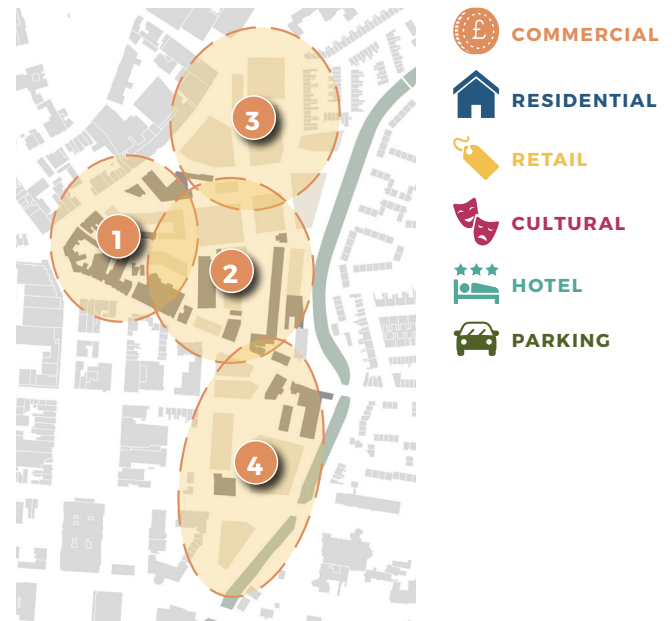 3
1
2
4
£ COMMERCIAL
RESIDENTIAL
RETAIL
CULTURAL
HOTEL
PARKING